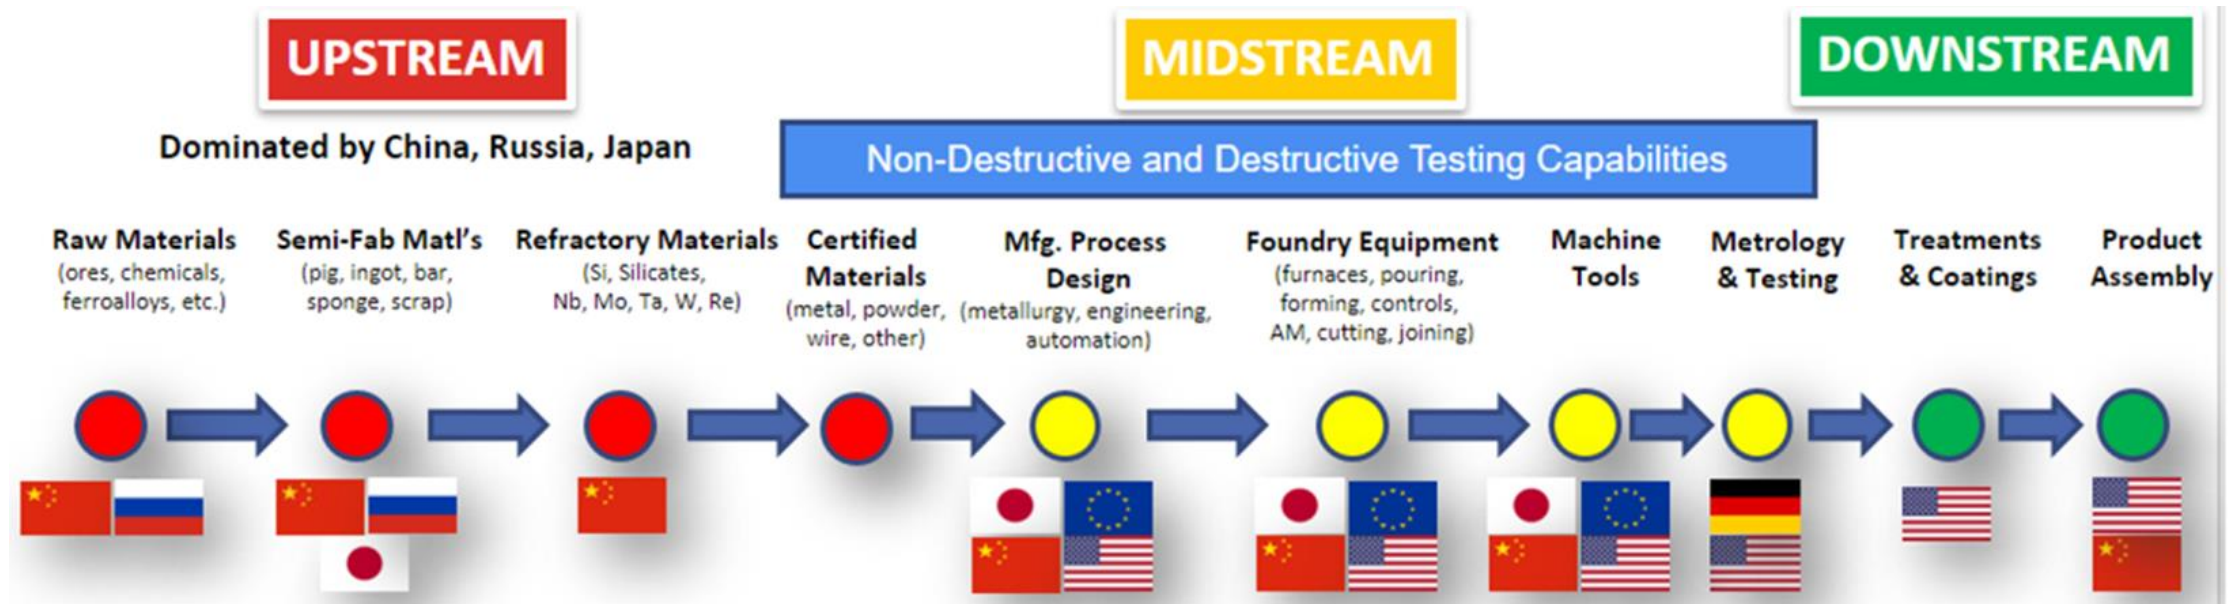 UPSTREAM
MIDSTREAM
DOWNSTREAM
Dominated by China, Russia, Japan
Non-Destructive and Destructive Testing Capabilities
Raw Materials
(ores, chemicals,
ferroalloys, etc.)
Semi-Fab Matl's
(pig, ingot, bar,
sponge, scrap)
Refractory Materials
(Si, Silicates,
Nb, Mo, Ta, W, Re)
Certified
Materials
(metal, powder,
wire, other)
Mfg. Process
Design
(metallurgy, engineering,
automation)
Foundry Equipment
(furnaces, pouring,
forming, controls,
AM, cutting, joining)
Machine
Tools
Metrology
& Testing
Treatments
& Coatings
Product
Assembly